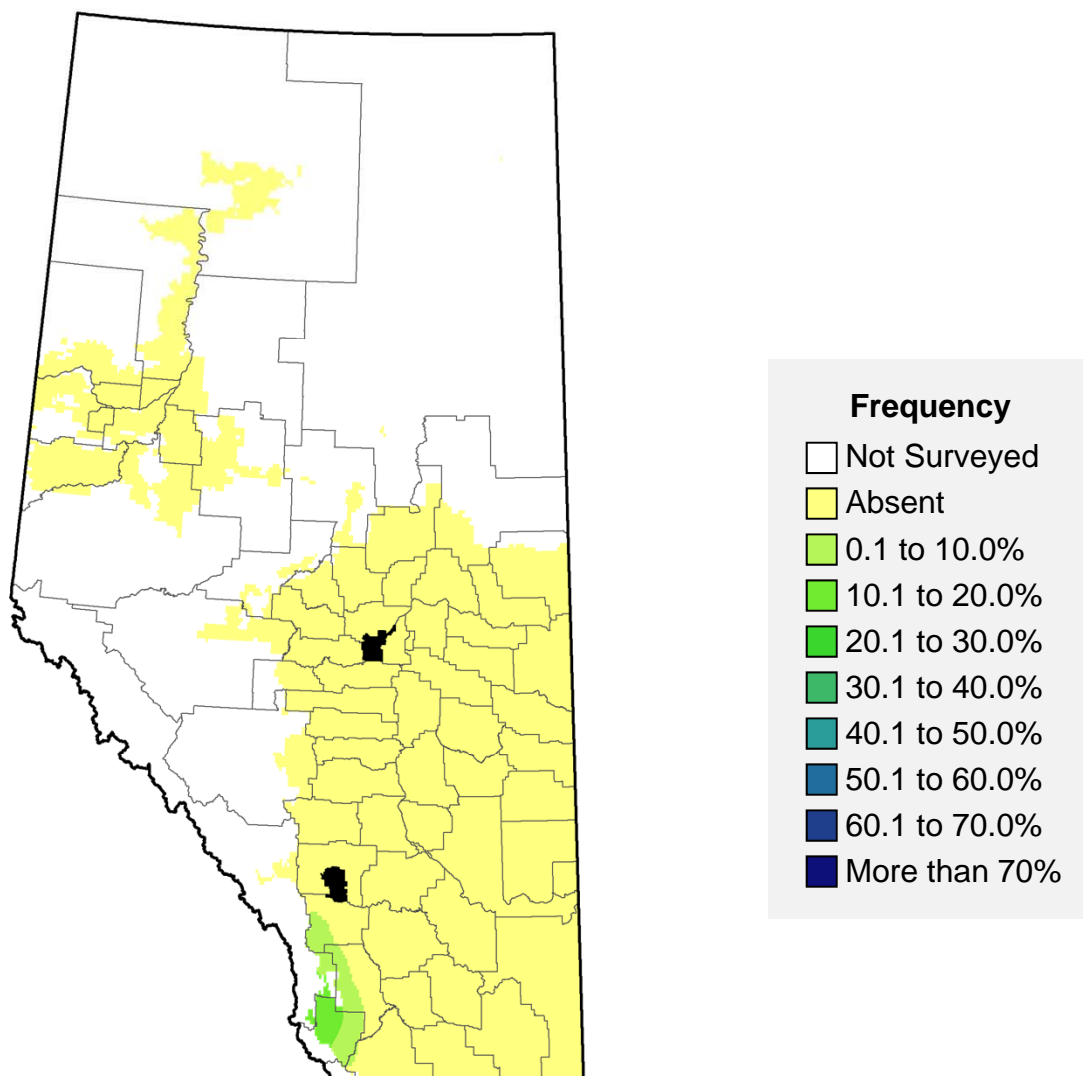 Frequency
Not Surveyed
Absent
0.1 to 10.0%
10.1 to 20.0%
20.1 to 30.0%
30.1 to 40.0%
40.1 to 50.0%
50.1 to 60.0%
60.1 to 70.0%
More than 70%